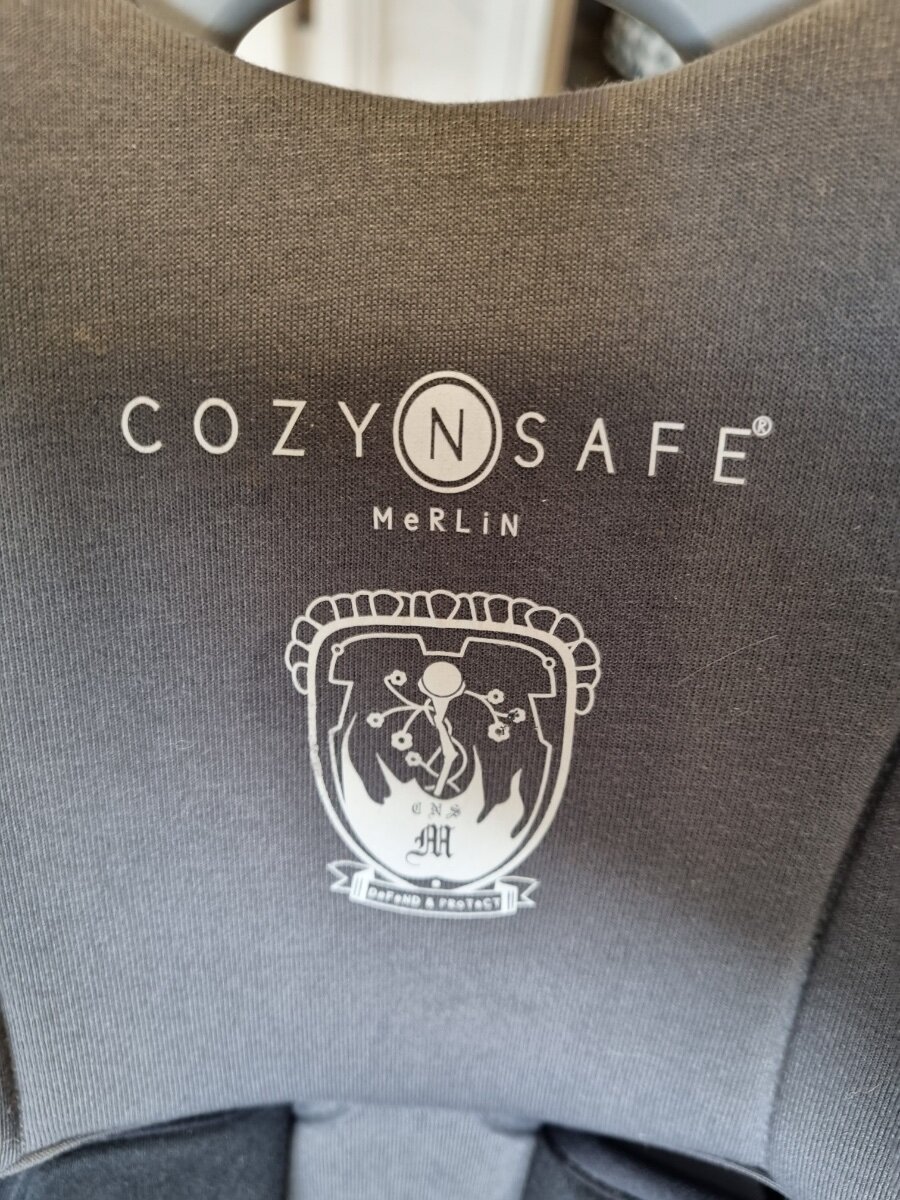 COZY N SAFE®
MeRLiN
CNS
M
DeFeND & PRoTeCT